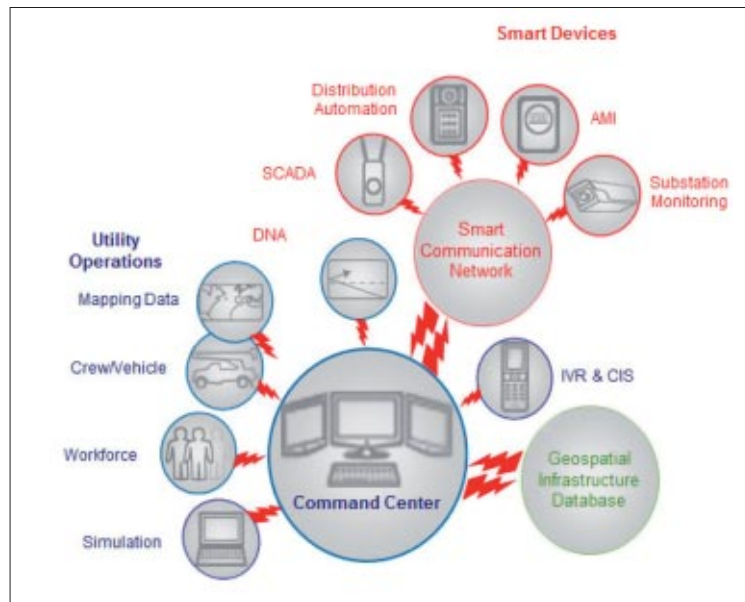 Smart Devices
Distribution
Automation
AMI
SCADA
Substation
Monitoring
Smart
Communication
Network
DNA
Utility
Operations
Mapping Data
Crew/Vehicle
IVR & CIS
Workforce
Geospatial
Infrastructure
Database
Command Center
Simulation